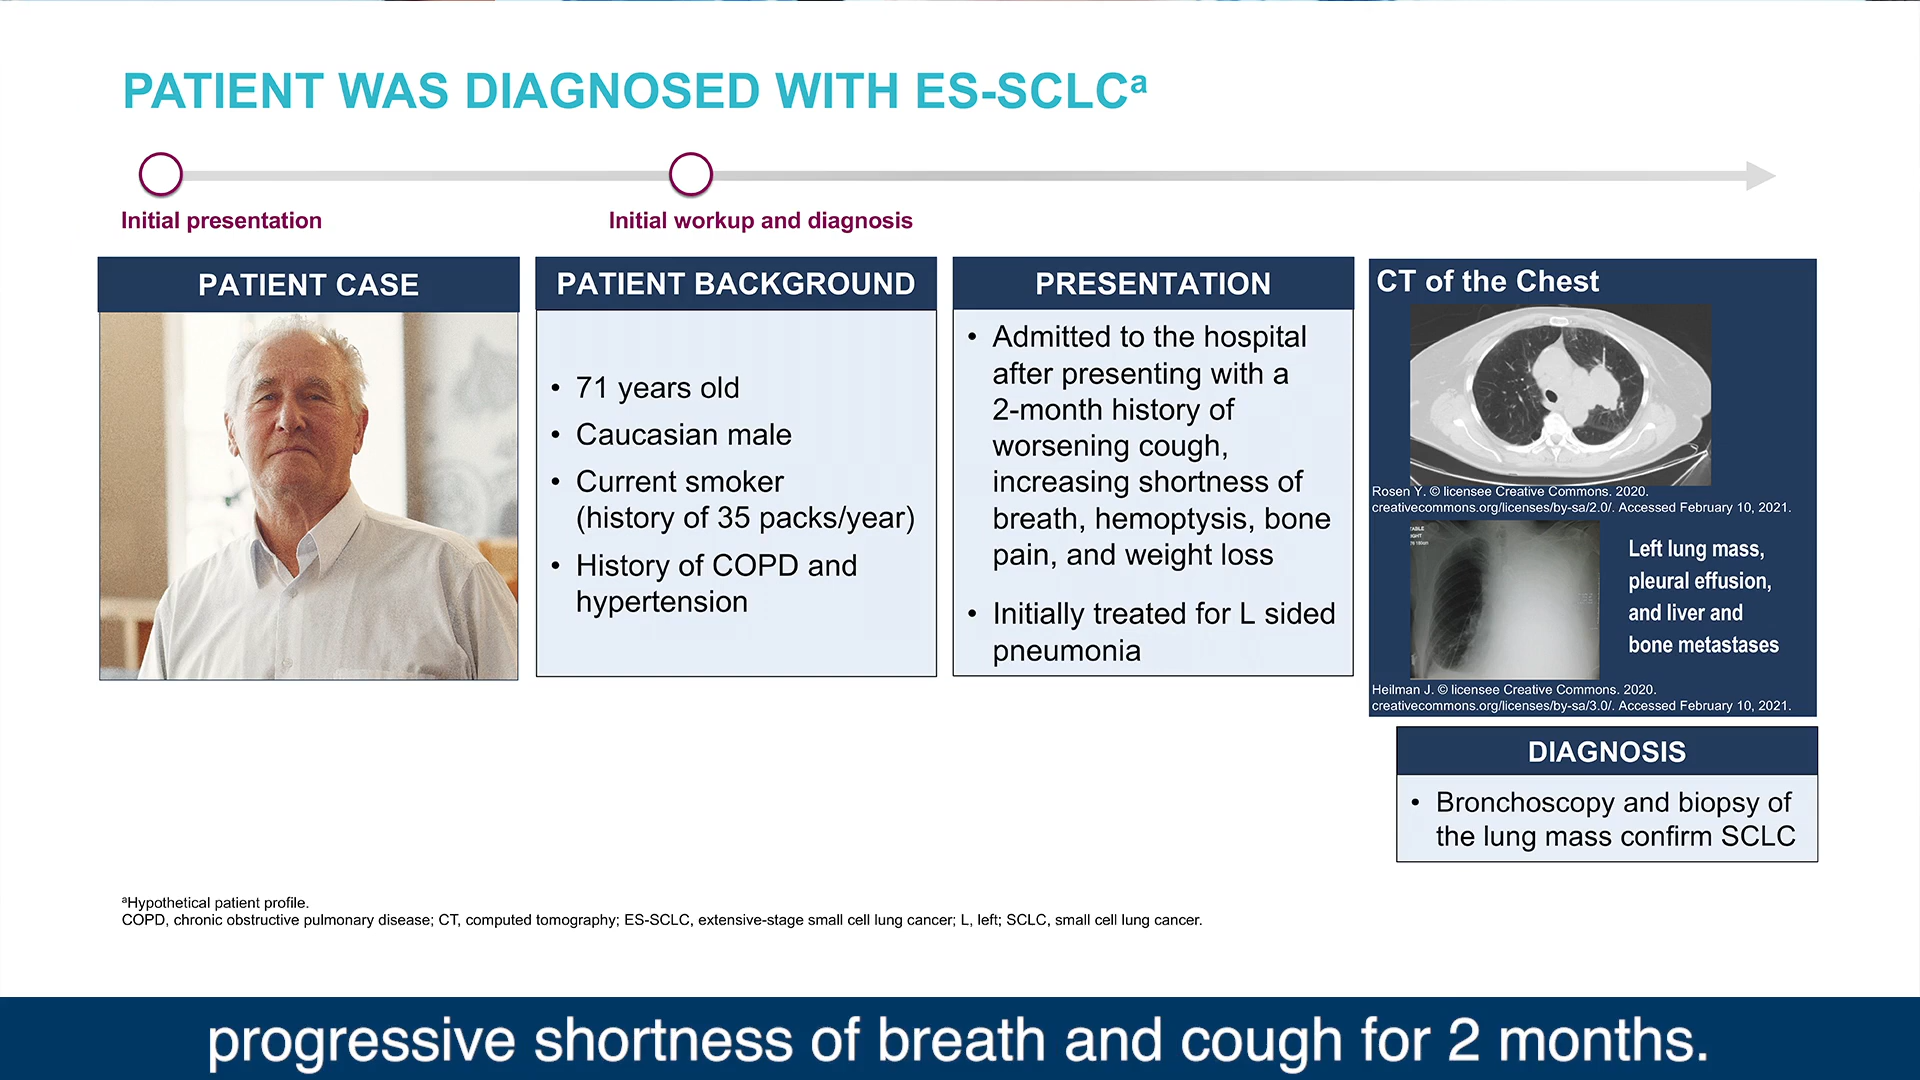 PATIENT WAS DIAGNOSED WITH ES-SCLCᵃ
Initial presentation
Initial workup and diagnosis
PATIENT CASE
PATIENT BACKGROUND
• 71 years old
• Caucasian male
• Current smoker
(history of 35 packs/year)
• History of COPD and
hypertension
PRESENTATION
• Admitted to the hospital
after presenting with a
2-month history of
worsening cough,
increasing shortness of
breath, hemoptysis, bone
pain, and weight loss
• Initially treated for L sided
pneumonia
CT of the Chest
Rosen Y. © licensee Creative Commons. 2020.
creativecommons.org/licenses/by-sa/2.0/. Accessed February 10, 2021.
Left lung mass,
pleural effusion,
and liver and
bone metastases
Heilman J. © licensee Creative Commons. 2020.
creativecommons.org/licenses/by-sa/3.0/. Accessed February 10, 2021.
DIAGNOSIS
• Bronchoscopy and biopsy of
the lung mass confirm SCLC
ᵃHypothetical patient profile.
COPD, chronic obstructive pulmonary disease; CT, computed tomography; ES-SCLC, extensive-stage small cell lung cancer; L, left; SCLC, small cell lung cancer.
progressive shortness of breath and cough for 2 months.